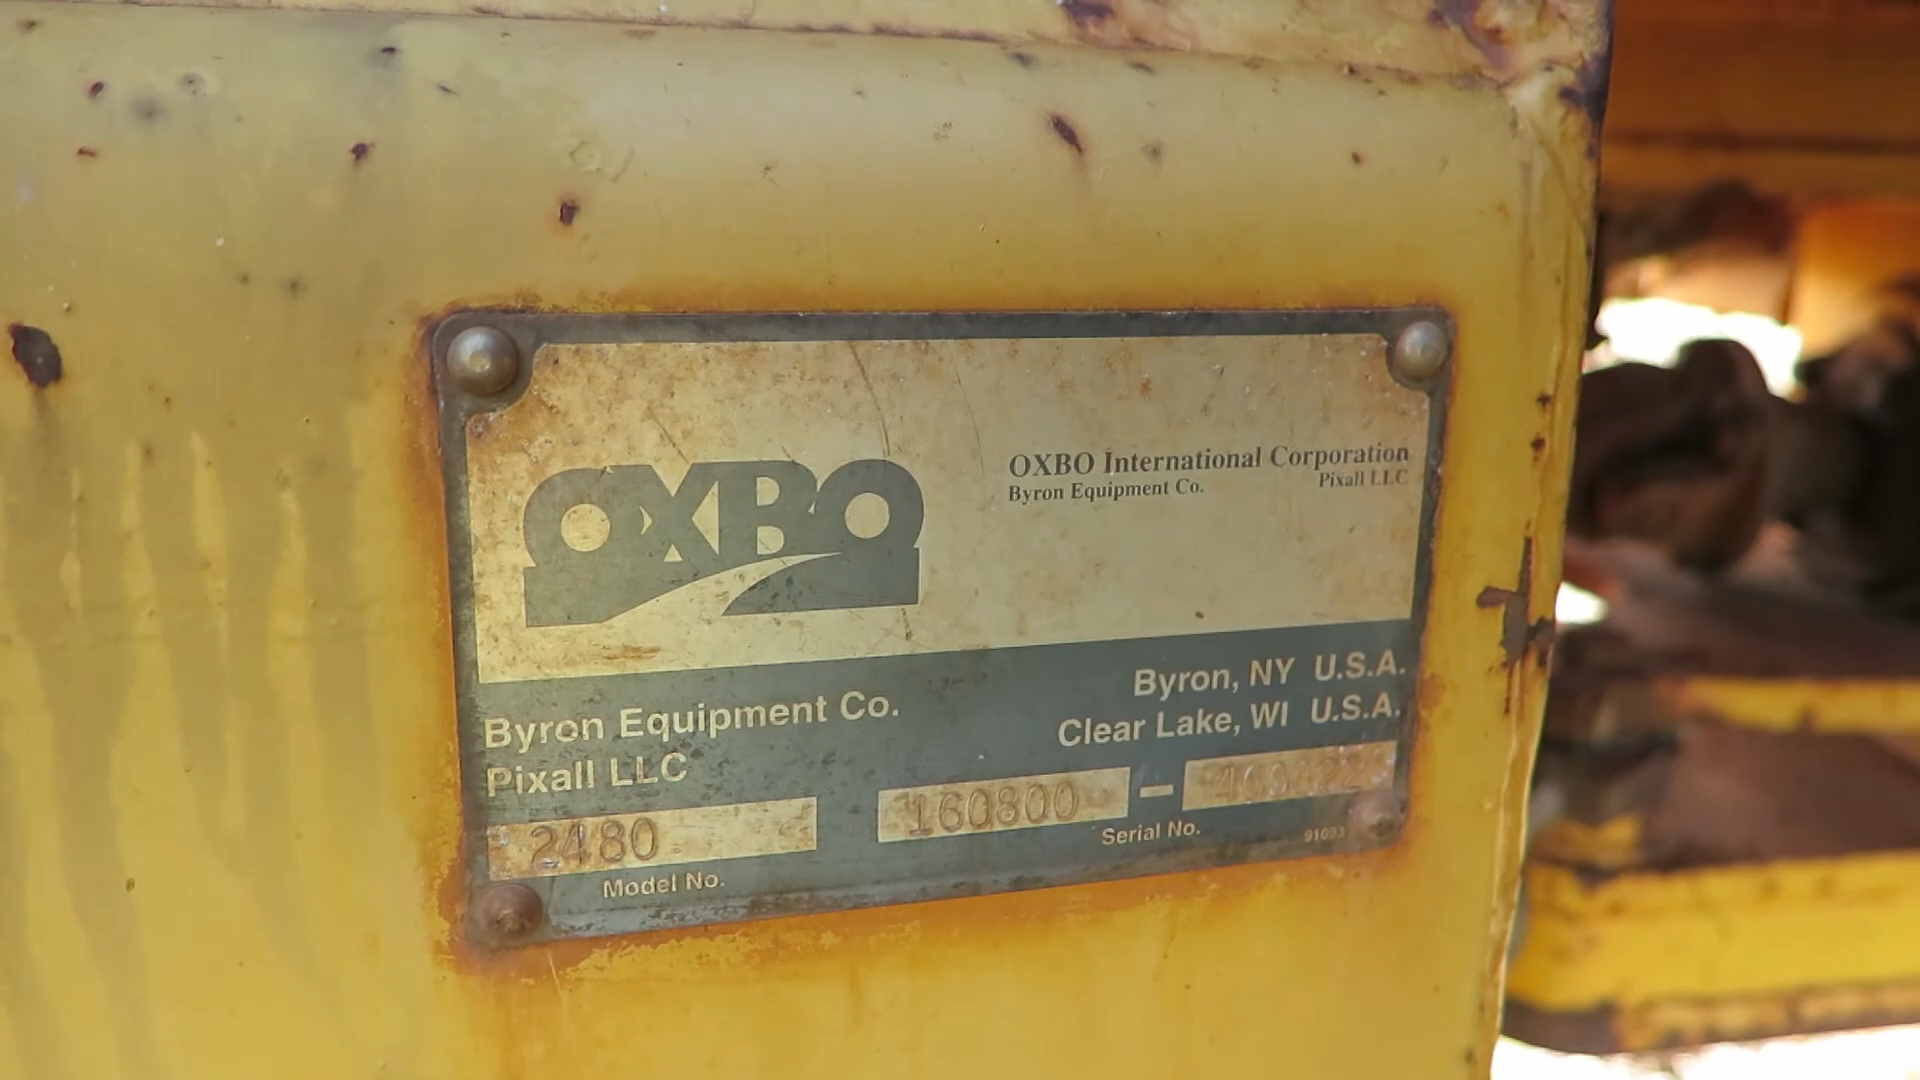 OXBO
OXBO International Corporation
Byron Equipment Co. Pixall LLC
Byron Equipment Co. Byron, NY U.S.A.
Pixall LLC Clear Lake, WI U.S.A.
2480 160800 -
Model No. Serial No.